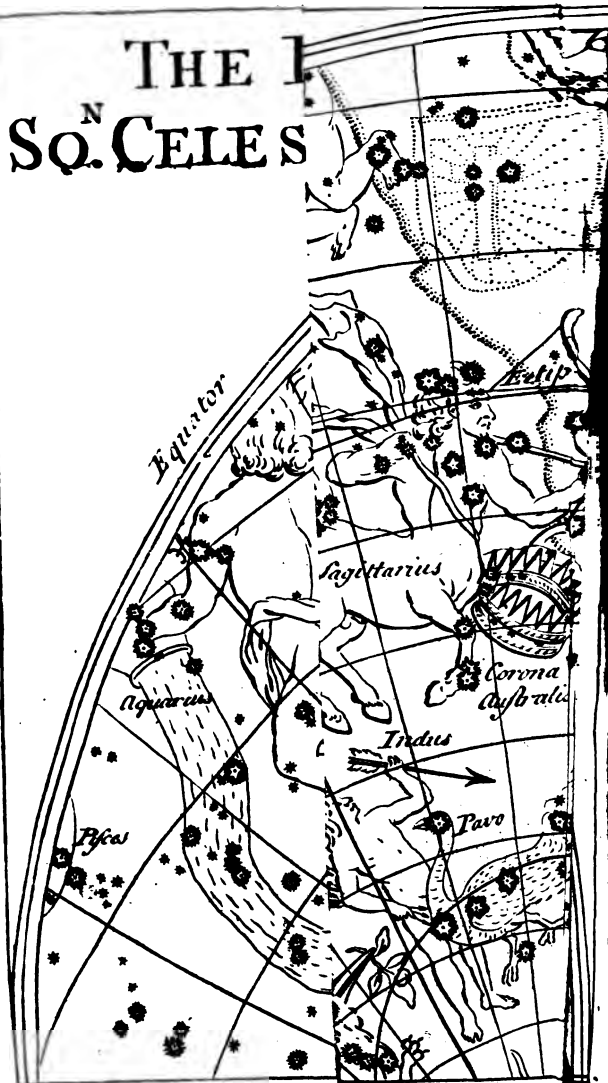 THE
SO.N CELES
Equator
Eclip
Sagittarius
Corona
Australis
Aquarius
Indus
Pavo
Pisces